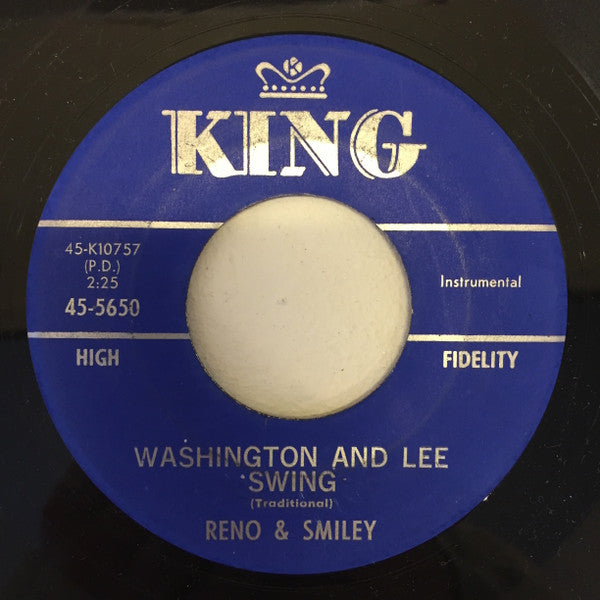 K
KING
45-K10757
(P.D.)
2:25
45-5650
Instrumental
HIGH FIDELITY
WASHINGTON AND LEE
SWING
(Traditional)
RENO & SMILEY